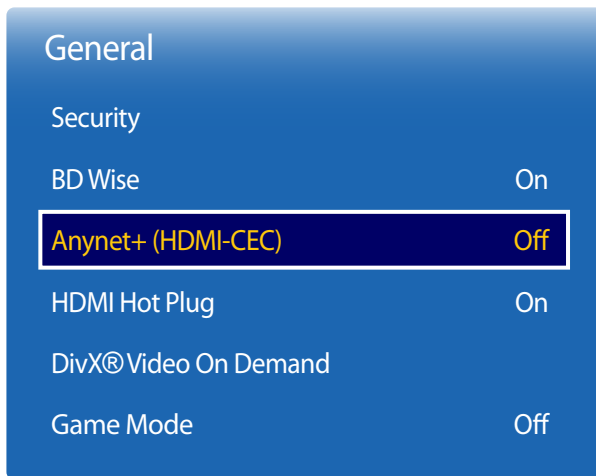 General
Security
BD Wise On
Anynet+ (HDMI-CEC) Off
HDMI Hot Plug On
DivX® Video On Demand
Game Mode Off